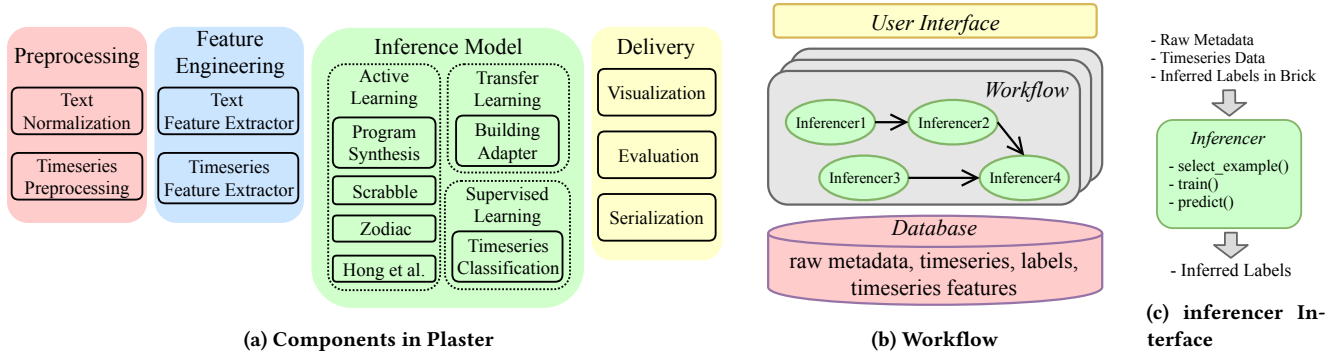 Preprocessing
Text
Normalization
Timeseries
Preprocessing
Feature
Engineering
Text
Feature Extractor
Timeseries
Feature Extractor
Inference Model
Active
Learning
Program
Synthesis
Scrabble
Zodiac
Hong et al.
Transfer
Learning
Building
Adapter
Supervised
Learning
Timeseries
Classification
Delivery
Visualization
Evaluation
Serialization
(a) Components in Plaster
User Interface
Workflow
Inferencer1
Inferencer2
Inferencer3
Inferencer4
Database
raw metadata, timeseries, labels,
timeseries features
(b) Workflow
- Raw Metadata
- Timeseries Data
- Inferred Labels in Brick
Inferencer
- select_example()
- train()
- predict()
- Inferred Labels
(c) inferencer In-
terface